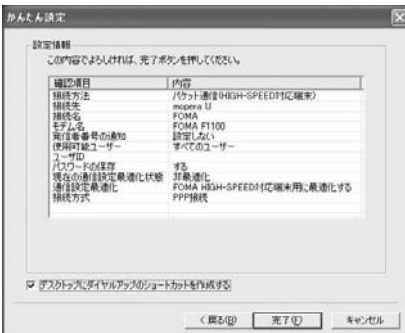 かんたん設定
設定情報
この内容でよろしければ、完了ボタンを押してください。
確認項目 内容
接続方法 パケット通信(HIGH-SPEED対応端末)
接続先 mopera U
接続名 FOMA
モデム名 FOMA F1100
発信者番号の通知 設定しない
使用可能ユーザー すべてのユーザー
ユーザID
パスワードの保存 する
現在の通信設定最適化状態 非最適化
通信設定最適化 FOMA HIGH-SPEED対応端末用に最適化する
接続方式 PPP接続
デスクトップにダイヤルアップのショートカットを作成する
< 戻る(B) 完了(F) キャンセル